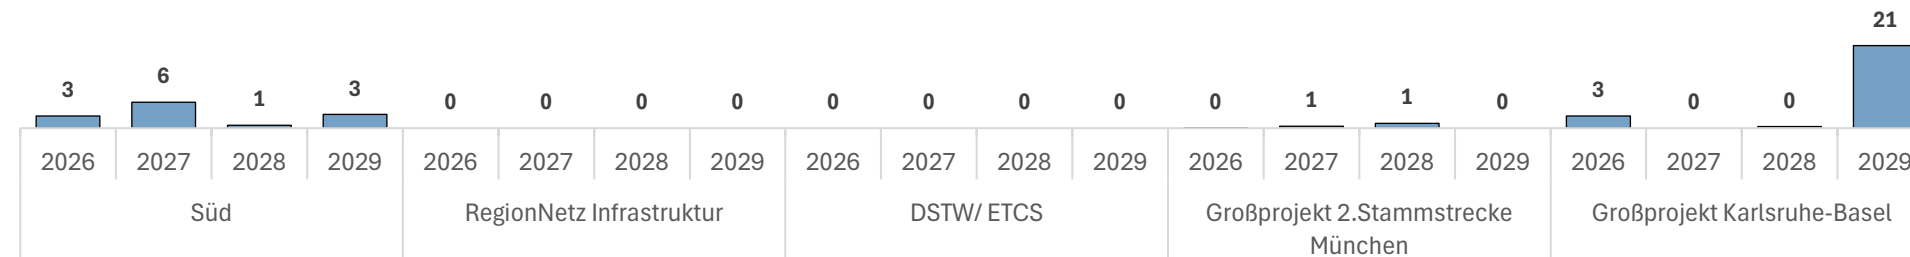 3 6 1 3 0 0 0 0 0 0 0 0 0 1 1 0 3 0 0 21
2026 2027 2028 2029 2026 2027 2028 2029 2026 2027 2028 2029 2026 2027 2028 2029 2026 2027 2028 2029
Süd RegionNetz Infrastruktur DSTW/ ETCS Großprojekt 2.Stammstrecke Großprojekt Karlsruhe-Basel
München